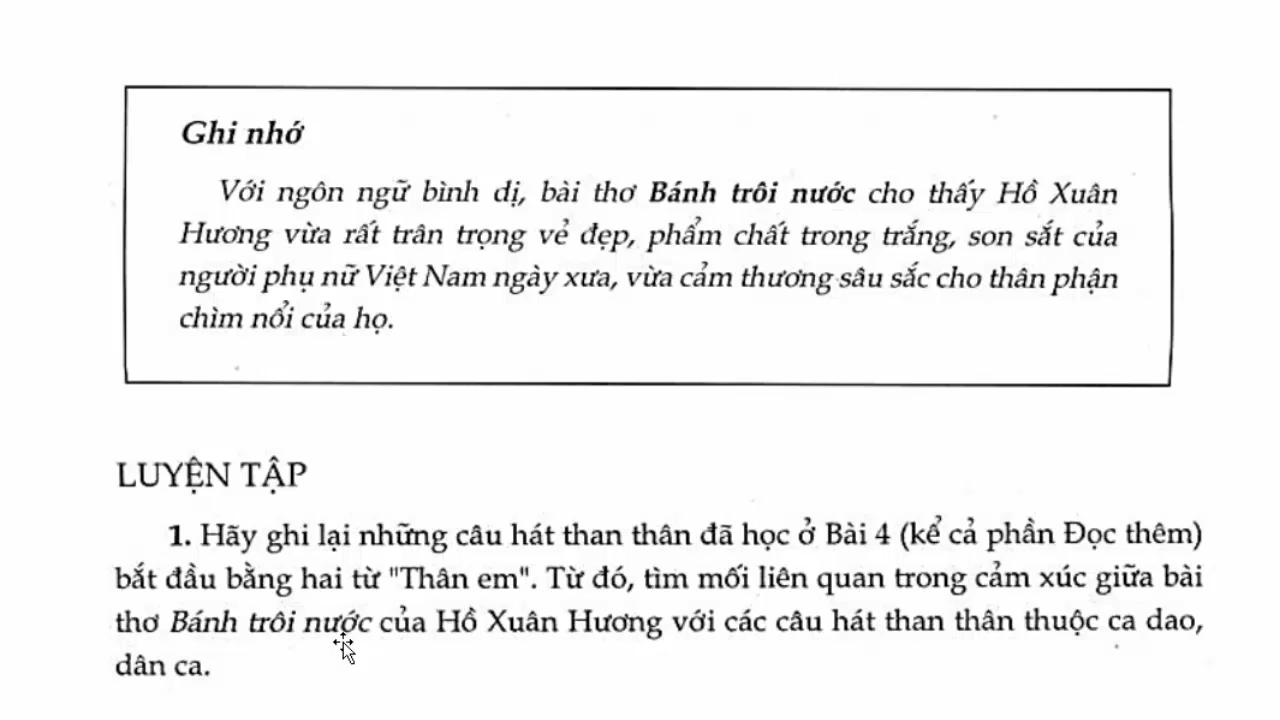 Ghi nhớ
Với ngôn ngữ bình dị, bài thơ Bánh trôi nước cho thấy Hồ Xuân
Hương vừa rất trân trọng vẻ đẹp, phẩm chất trong trắng, son sắt của
người phụ nữ Việt Nam ngày xưa, vừa cảm thương sâu sắc cho thân phận
chìm nổi của họ.
LUYỆN TẬP
1. Hãy ghi lại những câu hát than thân đã học ở Bài 4 (kể cả phần Đọc thêm)
bắt đầu bằng hai từ "Thân em". Từ đó, tìm mối liên quan trong cảm xúc giữa bài
thơ Bánh trôi nước của Hồ Xuân Hương với các câu hát than thân thuộc ca dao,
dân ca.